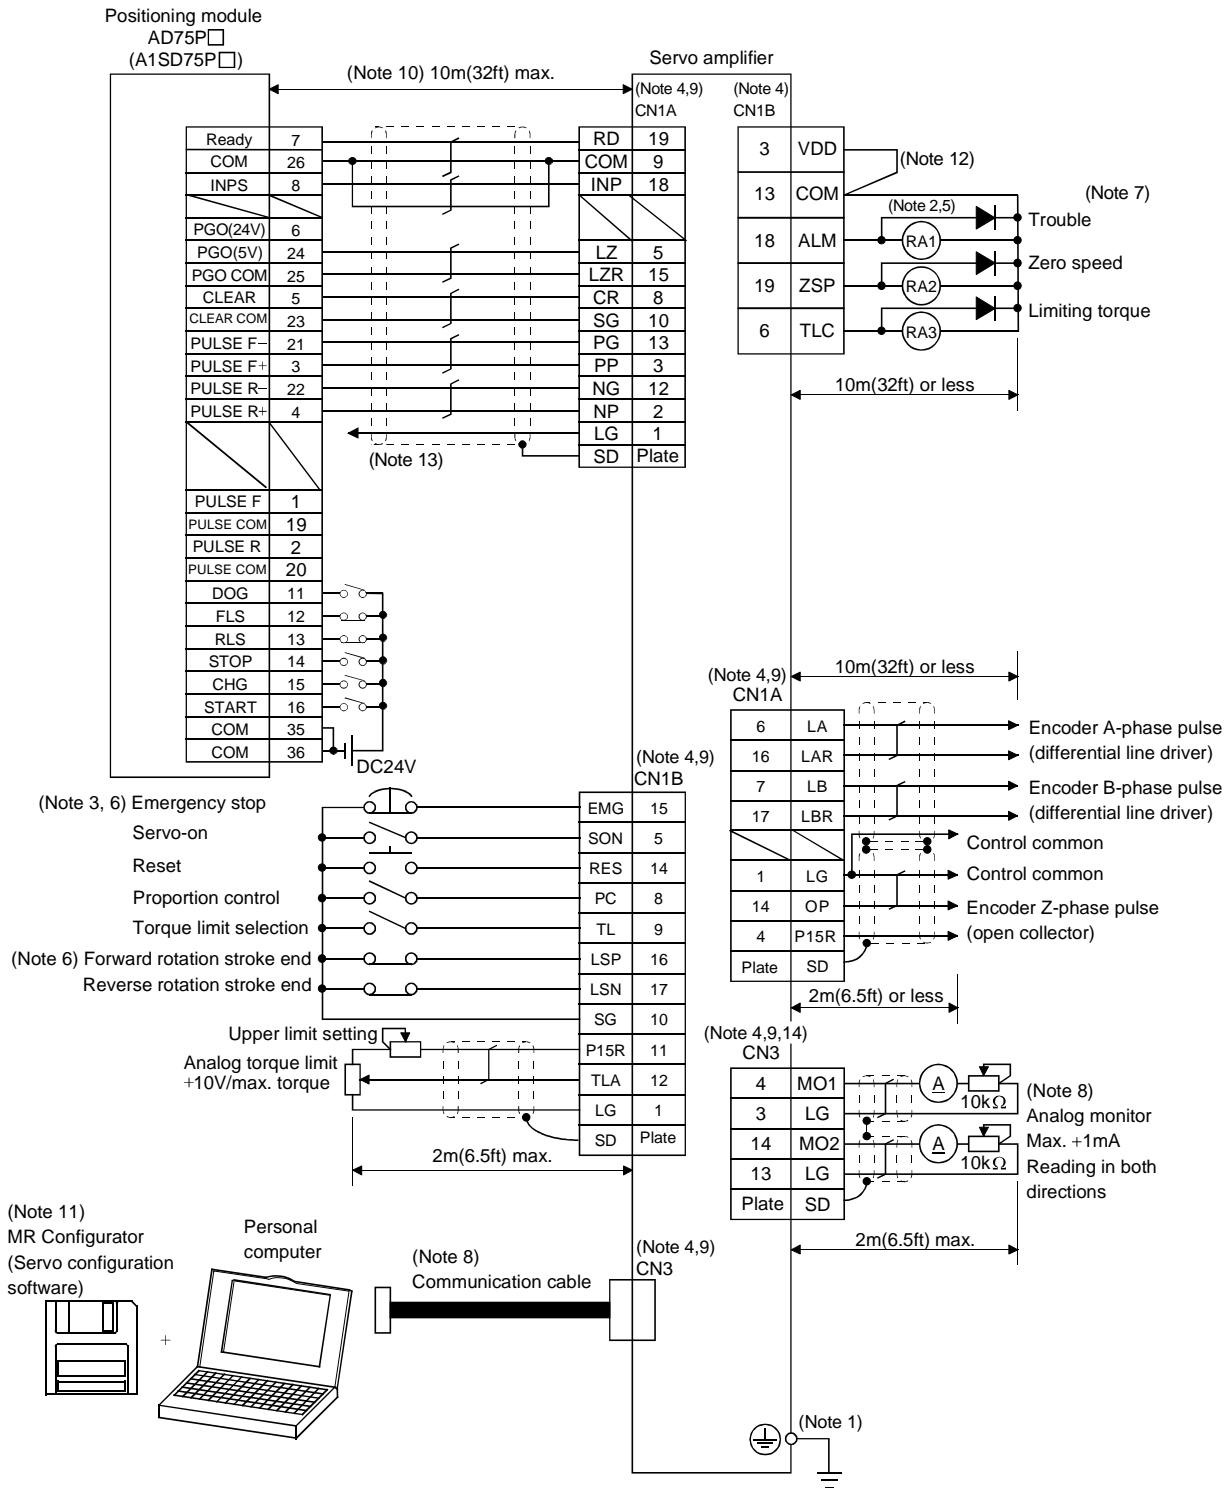 Positioning module
AD75P□
(A1SD75P□)
Servo amplifier
(Note 10) 10m(32ft) max.
(Note 4,9)
CN1A
(Note 4)
CN1B
Ready 7
COM 26
INPS 8
PGO(24V) 6
PGO(5V) 24
PGO COM 25
CLEAR 5
CLEAR COM 23
PULSE F− 21
PULSE F+ 3
PULSE R− 22
PULSE R+ 4
PULSE F 1
PULSE COM 19
PULSE R 2
PULSE COM 20
DOG 11
FLS 12
RLS 13
STOP 14
CHG 15
START 16
COM 35
COM 36
DC24V
RD 19
COM 9
INP 18
LZ 5
LZR 15
CR 8
SG 10
PG 13
PP 3
NG 12
NP 2
LG 1
SD Plate
(Note 13)
3 VDD
13 COM
18 ALM
19 ZSP
6 TLC
(Note 12)
(Note 7)
(Note 2,5)
RA1
RA2
RA3
Trouble
Zero speed
Limiting torque
10m(32ft) or less
(Note 4,9)
CN1A
10m(32ft) or less
6 LA
16 LAR
7 LB
17 LBR
1 LG
14 OP
4 P15R
Plate SD
Encoder A-phase pulse
(differential line driver)
Encoder B-phase pulse
(differential line driver)
Control common
Control common
Encoder Z-phase pulse
(open collector)
2m(6.5ft) or less
(Note 4,9)
CN1B
(Note 3, 6) Emergency stop
Servo-on
Reset
Proportion control
Torque limit selection
(Note 6) Forward rotation stroke end
Reverse rotation stroke end
Upper limit setting
Analog torque limit
+10V/max. torque
EMG 15
SON 5
RES 14
PC 8
TL 9
LSP 16
LSN 17
SG 10
P15R 11
TLA 12
LG 1
SD Plate
2m(6.5ft) max.
(Note 4,9,14)
CN3
4 MO1
3 LG
14 MO2
13 LG
Plate SD
A
10kΩ
A
10kΩ
(Note 8)
Analog monitor
Max. +1mA
Reading in both
directions
2m(6.5ft) max.
(Note 11)
MR Configurator
(Servo configuration
software)
+
Personal
computer
(Note 8)
Communication cable
(Note 4,9)
CN3
(Note 1)